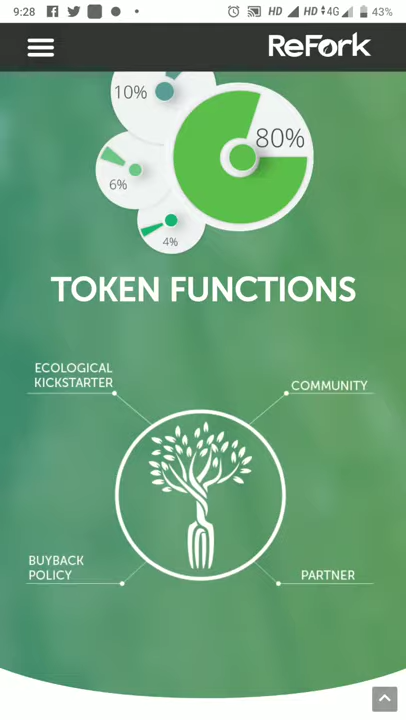 9:28
HD HD 4G 43%
ReFork
10%
80%
6%
4%
TOKEN FUNCTIONS
ECOLOGICAL
KICKSTARTER
COMMUNITY
BUYBACK
POLICY
PARTNER